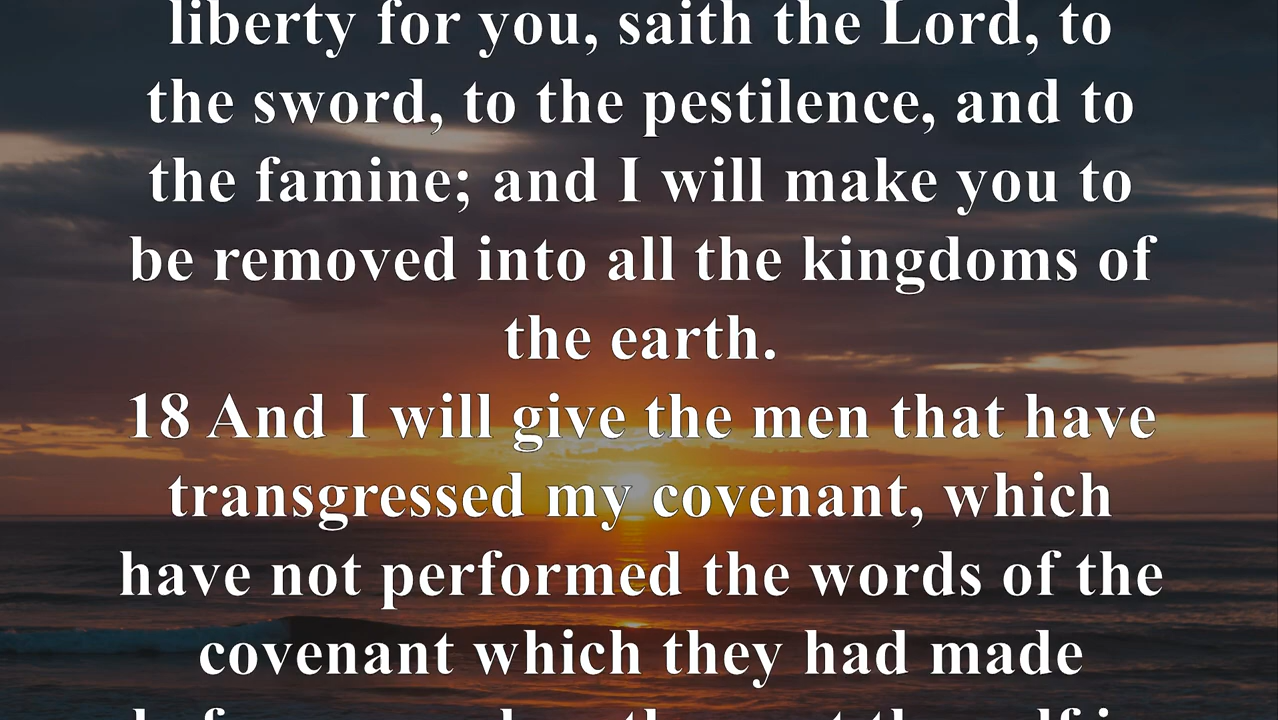 liberty for you, saith the Lord, to
the sword, to the pestilence, and to
the famine; and I will make you to
be removed into all the kingdoms of
the earth.
18 And I will give the men that have
transgressed my covenant, which
have not performed the words of the
covenant which they had made